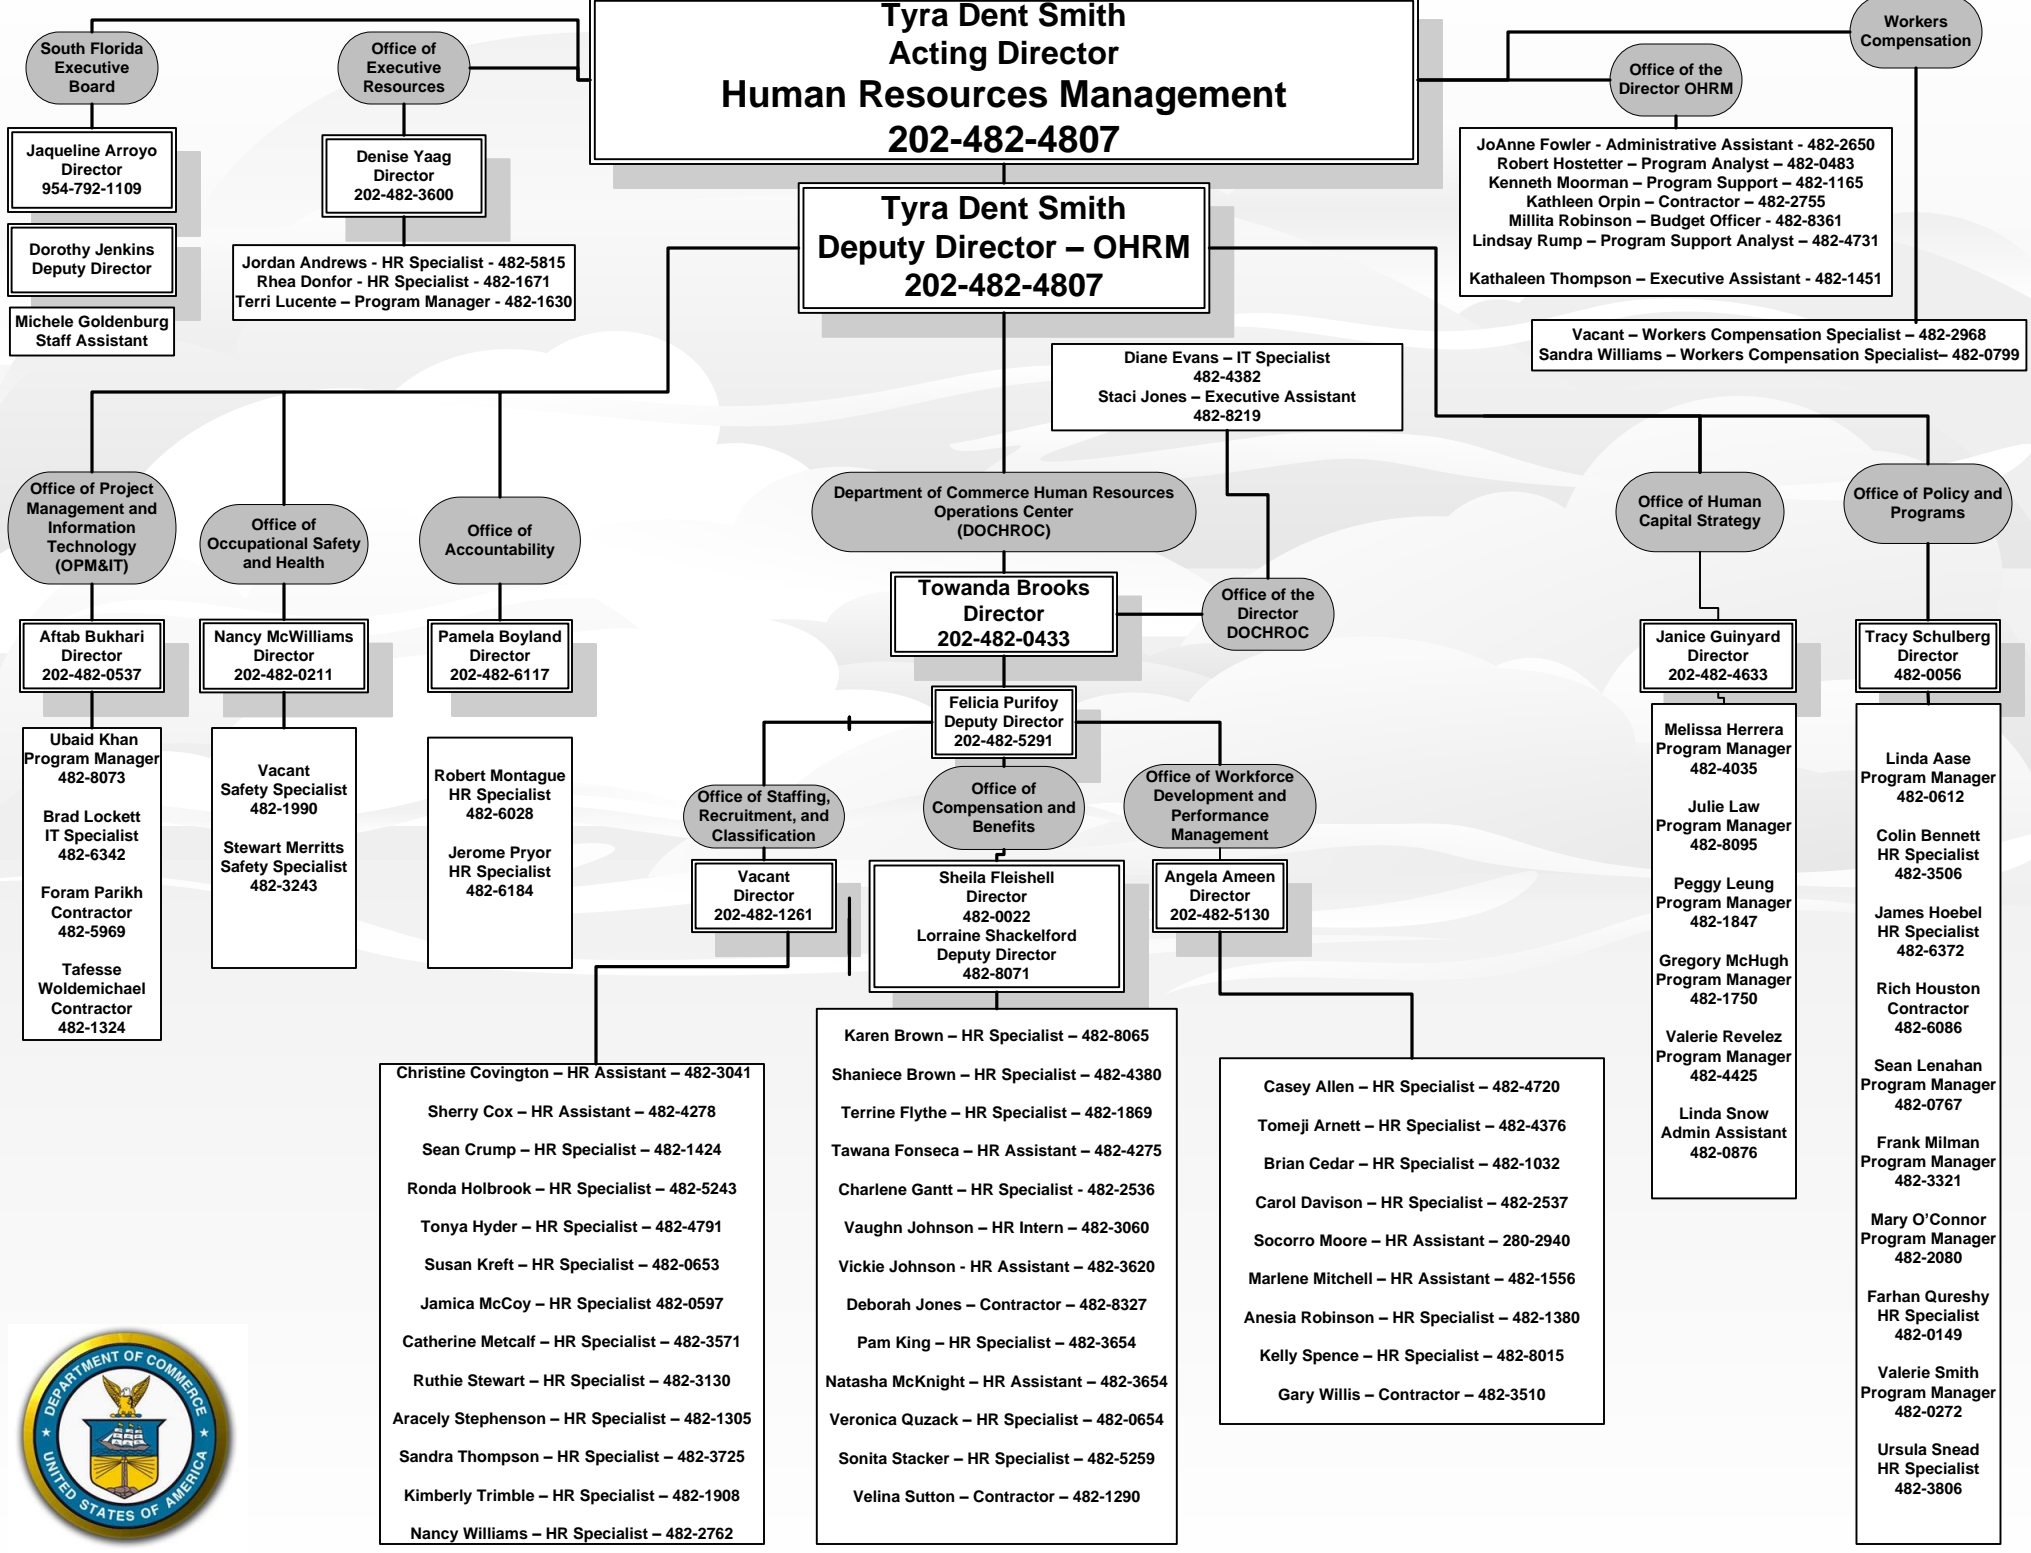 Tyra Dent Smith
Acting Director
Human Resources Management
202-482-4807
South Florida
Executive
Board
Jaqueline Arroyo
Director
954-792-1109
Dorothy Jenkins
Deputy Director
Michele Goldenburg
Staff Assistant
Office of
Executive
Resources
Denise Yaag
Director
202-482-3600
Jordan Andrews - HR Specialist - 482-5815
Rhea Donfor - HR Specialist - 482-1671
Terri Lucente – Program Manager - 482-1630
Tyra Dent Smith
Deputy Director – OHRM
202-482-4807
Office of the
Director OHRM
JoAnne Fowler - Administrative Assistant - 482-2650
Robert Hostetter – Program Analyst – 482-0483
Kenneth Moorman – Program Support – 482-1165
Kathleen Orpin – Contractor – 482-2755
Millita Robinson – Budget Officer - 482-8361
Lindsay Rump – Program Support Analyst – 482-4731
Kathaleen Thompson – Executive Assistant - 482-1451
Workers
Compensation
Vacant – Workers Compensation Specialist – 482-2968
Sandra Williams – Workers Compensation Specialist– 482-0799
Diane Evans – IT Specialist
482-4382
Staci Jones – Executive Assistant
482-8219
Office of Project
Management and
Information
Technology
(OPM&IT)
Aftab Bukhari
Director
202-482-0537
Ubaid Khan
Program Manager
482-8073
Brad Lockett
IT Specialist
482-6342
Foram Parikh
Contractor
482-5969
Tafesse
Woldemichael
Contractor
482-1324
Office of
Occupational Safety
and Health
Nancy McWilliams
Director
202-482-0211
Vacant
Safety Specialist
482-1990
Stewart Merritts
Safety Specialist
482-3243
Office of
Accountability
Pamela Boyland
Director
202-482-6117
Robert Montague
HR Specialist
482-6028
Jerome Pryor
HR Specialist
482-6184
Department of Commerce Human Resources
Operations Center
(DOCHROC)
Towanda Brooks
Director
202-482-0433
Office of the
Director
DOCHROC
Felicia Purifoy
Deputy Director
202-482-5291
Office of Staffing,
Recruitment, and
Classification
Vacant
Director
202-482-1261
Christine Covington – HR Assistant – 482-3041
Sherry Cox – HR Assistant – 482-4278
Sean Crump – HR Specialist – 482-1424
Ronda Holbrook – HR Specialist – 482-5243
Tonya Hyder – HR Specialist – 482-4791
Susan Kreft – HR Specialist – 482-0653
Jamica McCoy – HR Specialist 482-0597
Catherine Metcalf – HR Specialist – 482-3571
Ruthie Stewart – HR Specialist – 482-3130
Aracely Stephenson – HR Specialist – 482-1305
Sandra Thompson – HR Specialist – 482-3725
Kimberly Trimble – HR Specialist – 482-1908
Nancy Williams – HR Specialist – 482-2762
Office of
Compensation and
Benefits
Sheila Fleishell
Director
482-0022
Lorraine Shackelford
Deputy Director
482-8071
Karen Brown – HR Specialist – 482-8065
Shaniece Brown – HR Specialist – 482-4380
Terrine Flythe – HR Specialist – 482-1869
Tawana Fonseca – HR Assistant – 482-4275
Charlene Gantt – HR Specialist - 482-2536
Vaughn Johnson – HR Intern – 482-3060
Vickie Johnson - HR Assistant – 482-3620
Deborah Jones – Contractor – 482-8327
Pam King – HR Specialist – 482-3654
Natasha McKnight – HR Assistant – 482-3654
Veronica Quzack – HR Specialist – 482-0654
Sonita Stacker – HR Specialist – 482-5259
Velina Sutton – Contractor – 482-1290
Office of Workforce
Development and
Performance
Management
Angela Ameen
Director
202-482-5130
Casey Allen – HR Specialist – 482-4720
Tomeji Arnett – HR Specialist – 482-4376
Brian Cedar – HR Specialist – 482-1032
Carol Davison – HR Specialist – 482-2537
Socorro Moore – HR Assistant – 280-2940
Marlene Mitchell – HR Assistant – 482-1556
Anesia Robinson – HR Specialist – 482-1380
Kelly Spence – HR Specialist – 482-8015
Gary Willis – Contractor – 482-3510
Office of Human
Capital Strategy
Janice Guinyard
Director
202-482-4633
Melissa Herrera
Program Manager
482-4035
Julie Law
Program Manager
482-8095
Peggy Leung
Program Manager
482-1847
Gregory McHugh
Program Manager
482-1750
Valerie Revelez
Program Manager
482-4425
Linda Snow
Admin Assistant
482-0876
Office of Policy and
Programs
Tracy Schulberg
Director
482-0056
Linda Aase
Program Manager
482-0612
Colin Bennett
HR Specialist
482-3506
James Hoebel
HR Specialist
482-6372
Rich Houston
Contractor
482-6086
Sean Lenahan
Program Manager
482-0767
Frank Milman
Program Manager
482-3321
Mary O’Connor
Program Manager
482-2080
Farhan Qureshy
HR Specialist
482-0149
Valerie Smith
Program Manager
482-0272
Ursula Snead
HR Specialist
482-3806
DEPARTMENT OF COMMERCE
UNITED STATES OF AMERICA